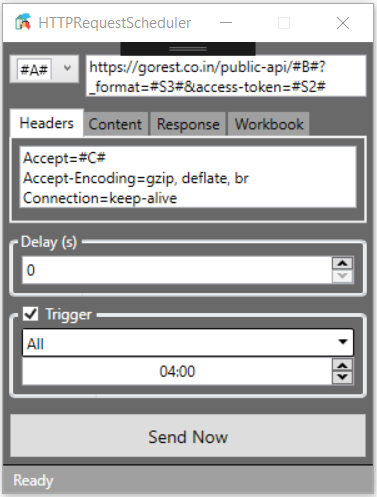 HTTPRequestScheduler
#A#
https://gorest.co.in/public-api/#B#?
_format=#S3#&access-token=#S2#
Headers Content Response Workbook
Accept=#C#
Accept-Encoding=gzip, deflate, br
Connection=keep-alive
Delay (s)
0
Trigger
All
04:00
Send Now
Ready